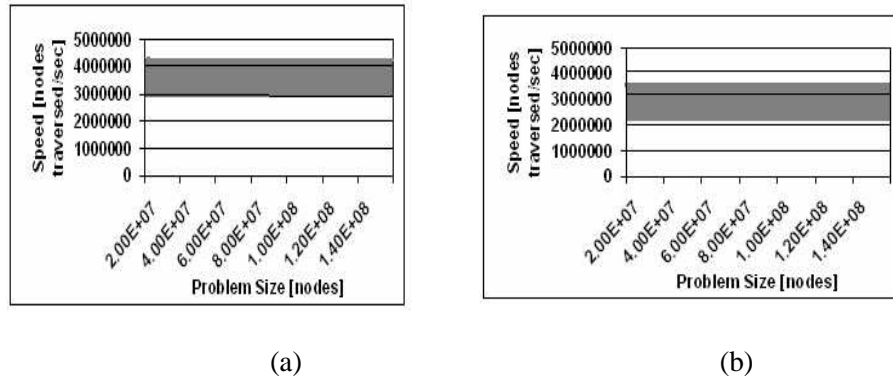 5000000
4000000
3000000
2000000
1000000
0
Speed [nodes
traversed/sec]
2.00E+07
4.00E+07
6.00E+07
8.00E+07
1.00E+08
1.20E+08
1.40E+08
Problem Size [nodes]
(a)
5000000
4000000
3000000
2000000
1000000
0
Speed [nodes
traversed/sec]
2.00E+07
4.00E+07
6.00E+07
8.00E+07
1.00E+08
1.20E+08
1.40E+08
Problem Size [nodes]
(b)